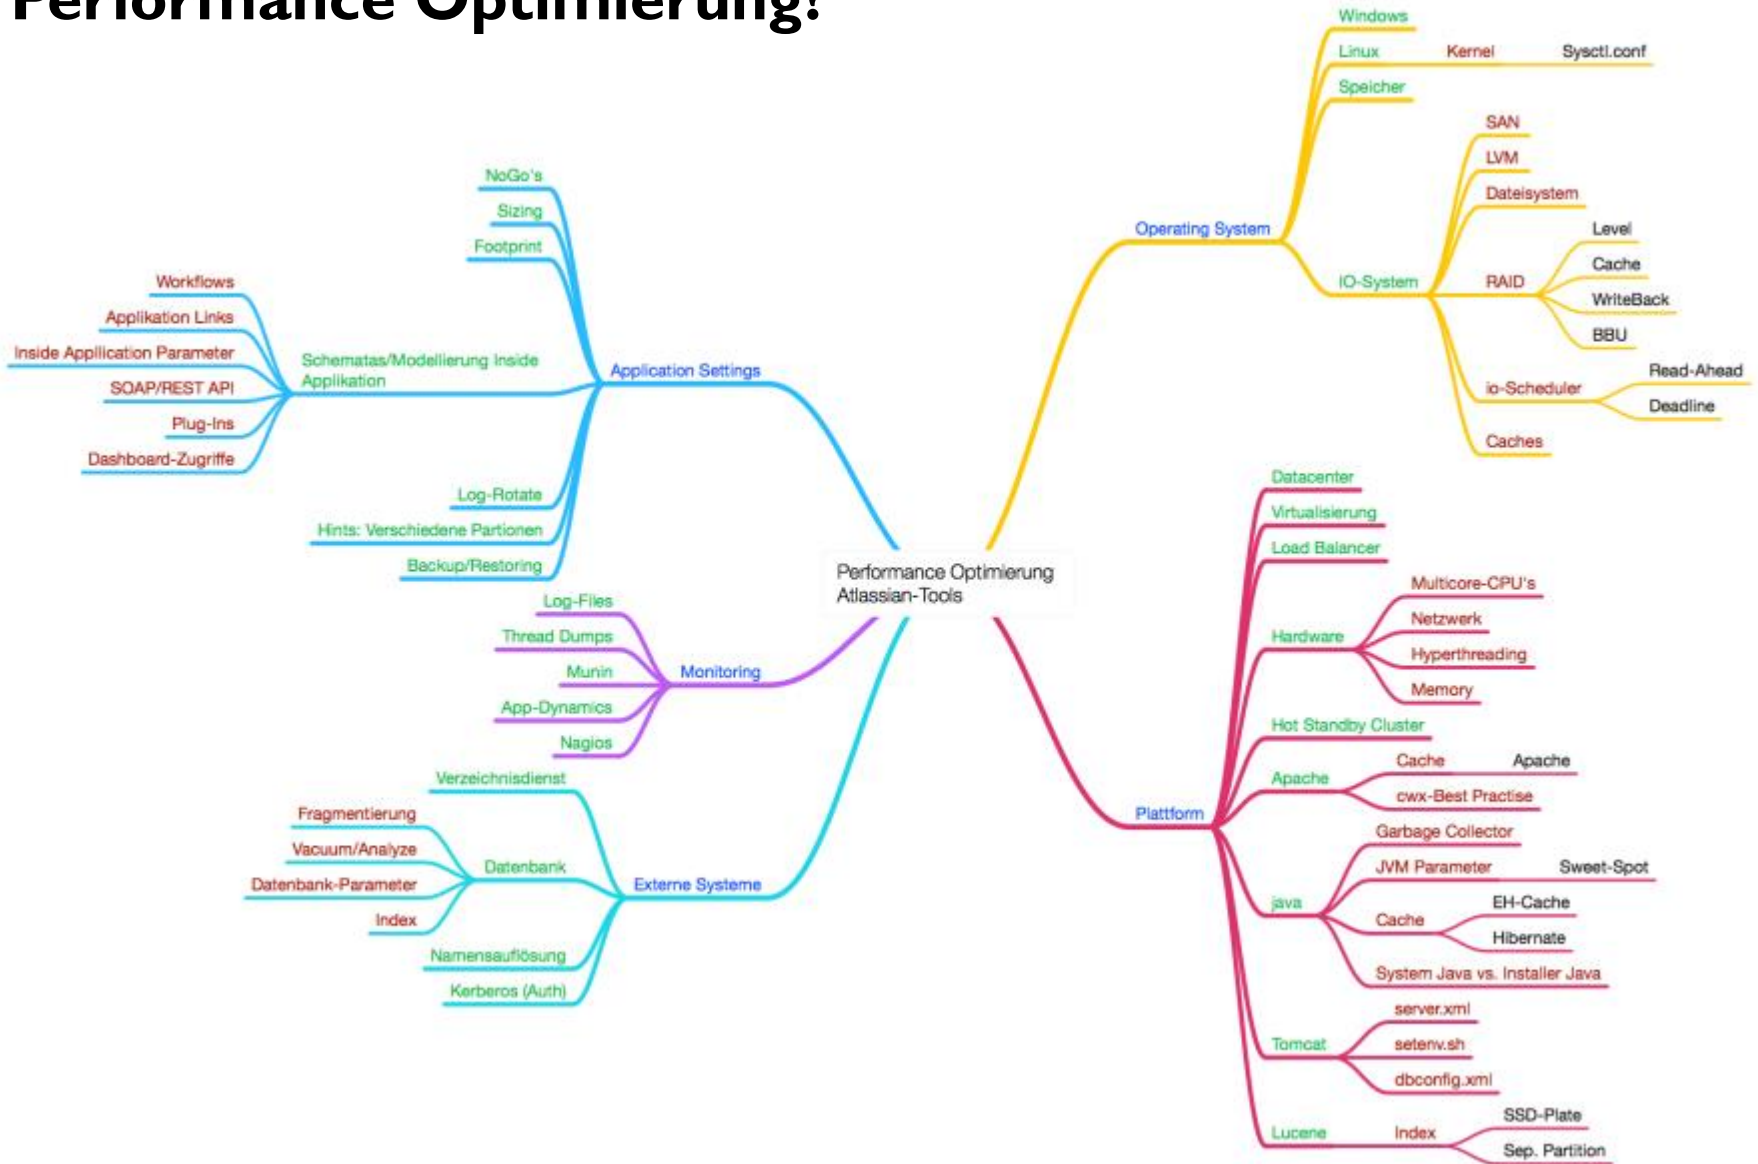 Performance Optimierung!
Windows
Linux
Kernel
Sysctl.conf
Speicher
SAN
LVM
Dateisystem
Operating System
IO-System
RAID
Level
Cache
WriteBack
BBU
io-Scheduler
Read-Ahead
Deadline
Caches
NoGo's
Sizing
Footprint
Workflows
Applikation Links
Inside Appllication Parameter
SOAP/REST API
Plug-Ins
Dashboard-Zugriffe
Schematas/Modellierung Inside
Applikation
Application Settings
Log-Rotate
Hints: Verschiedene Partionen
Backup/Restoring
Performance Optimierung
Atlassian-Tools
Log-Files
Thread Dumps
Munin
App-Dynamics
Nagios
Monitoring
Verzeichnisdienst
Fragmentierung
Vacuum/Analyze
Datenbank-Parameter
Index
Datenbank
Externe Systeme
Namensauflösung
Kerberos (Auth)
Datacenter
Virtualisierung
Load Balancer
Hardware
Multicore-CPU's
Netzwerk
Hyperthreading
Memory
Hot Standby Cluster
Apache
Cache
Apache
cwx-Best Practise
Plattform
java
Garbage Collector
JVM Parameter
Sweet-Spot
Cache
EH-Cache
Hibernate
System Java vs. Installer Java
Tomcat
server.xml
setenv.sh
dbconfig.xml
Lucene
Index
SSD-Plate
Sep. Partition